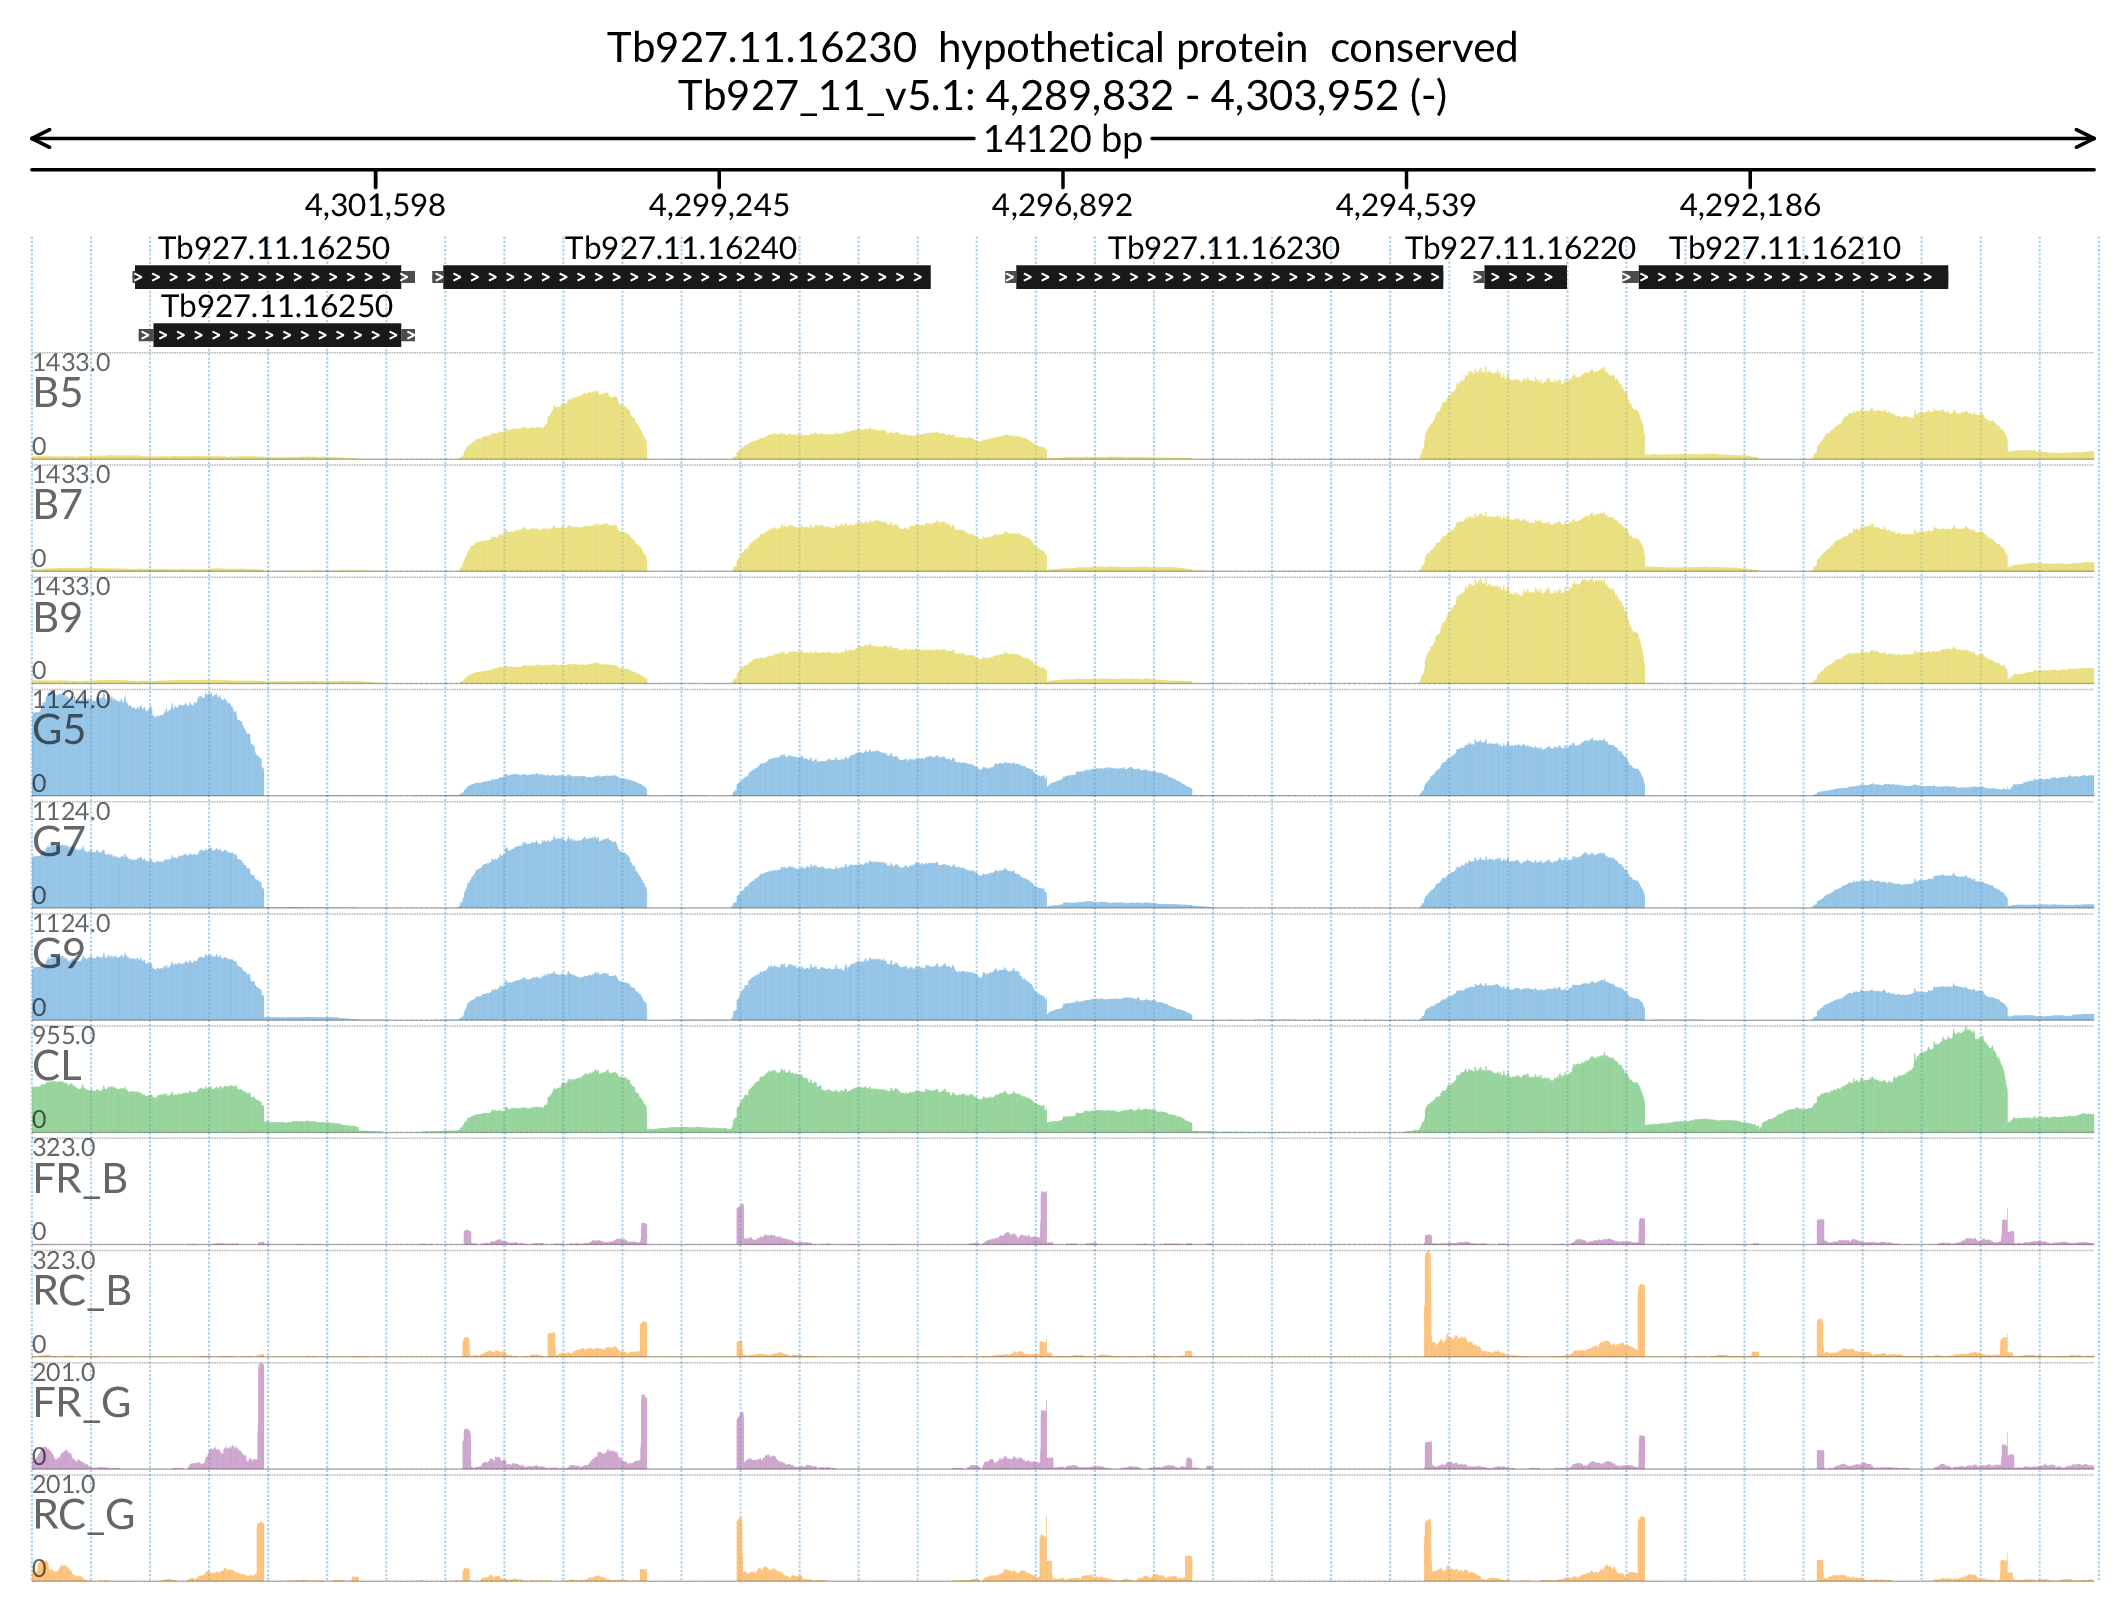 Tb927.11.16230  hypothetical protein  conserved
Tb927_11_v5.1: 4,289,832 - 4,303,952 (-)
14120 bp
4,301,598 4,299,245 4,296,892 4,294,539 4,292,186
Tb927.11.16250 Tb927.11.16240 Tb927.11.16230 Tb927.11.16220 Tb927.11.16210
Tb927.11.16250
1433.0
B5
0
1433.0
B7
0
1433.0
B9
0
1124.0
G5
0
1124.0
G7
0
1124.0
G9
0
955.0
CL
0
323.0
FR_B
0
323.0
RC_B
0
201.0
FR_G
0
201.0
RC_G
0